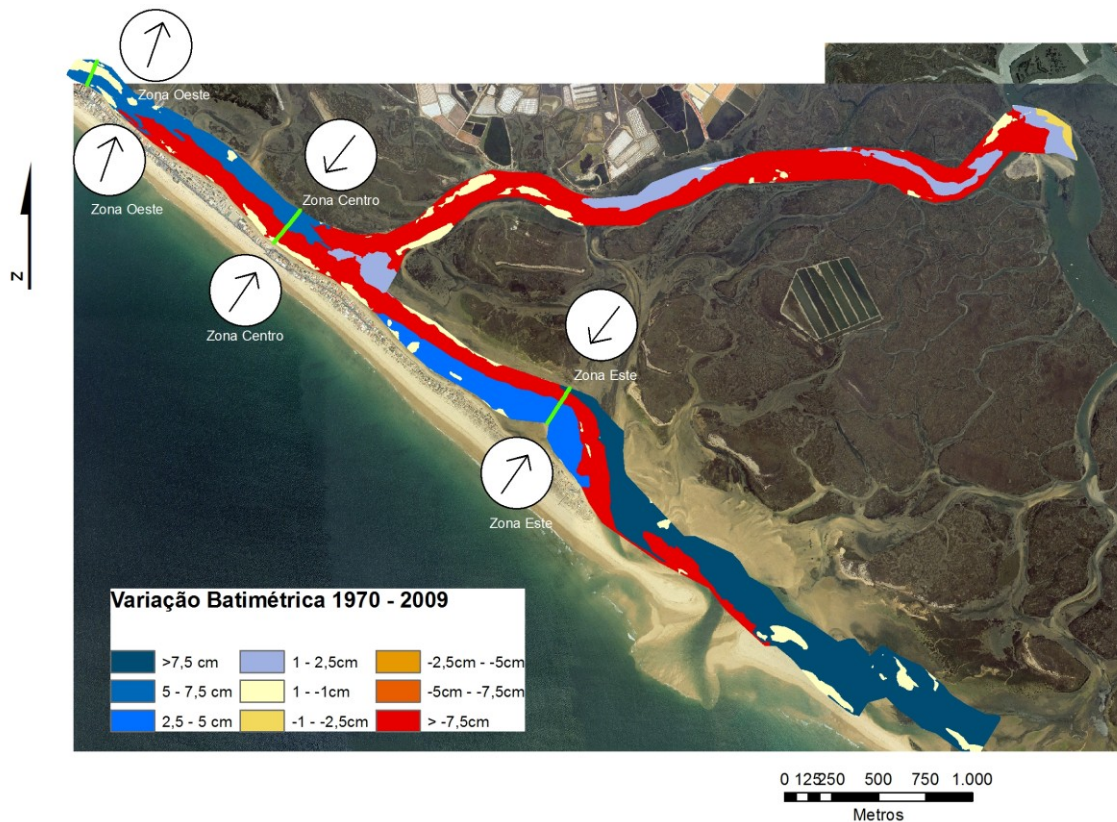 Zona Oeste
Zona Oeste
Zona Centro
Zona Centro
Zona Este
Zona Este
N
Variação Batimétrica 1970 - 2009
>7,5 cm
1 - 2,5cm
-2,5cm - -5cm
5 - 7,5 cm
1 - -1cm
-5cm - -7,5cm
2,5 - 5 cm
-1 - -2,5cm
> -7,5cm
0 125250 500 750 1.000
Metros